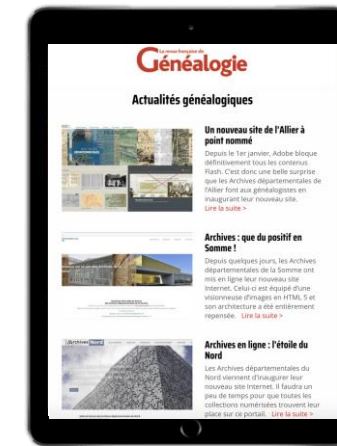 La revue française de
Généalogie
Actualités généalogiques
Un nouveau site de l'Allier à
point nommé
Depuis le 1er janvier, Adobe bloque
définitivement tous les contenus
Flash. C'est donc une belle surprise
que les Archives départementales de
l'Allier font aux généalogistes en
inaugurant leur nouveau site.
Lire la suite >
Archives : que du positif en
Somme !
Depuis quelques jours, les Archives
départementales de la Somme ont
mis en ligne leur nouveau site
Internet. Celui-ci est équipé d'une
visionneuse d'images en HTML 5 et
son architecture a été entièrement
repensée. Lire la suite >
Archives Nord
Archives en ligne : l'étoile du
Nord
Les Archives départementales du
Nord viennent d'inaugurer leur
nouveau site Internet. Il faudra un
peu de temps pour que toutes les
collections numérisées trouvent leur
place sur ce portail. Lire la suite >